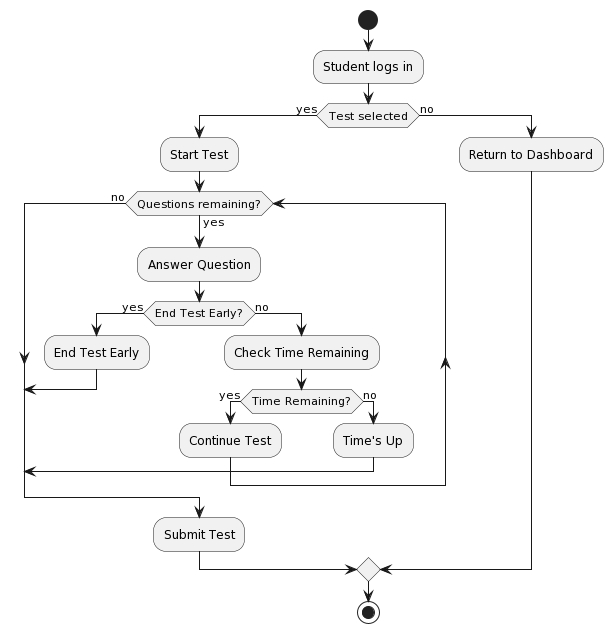 Student logs in
yes
Test selected
no
Start Test
Return to Dashboard
no
Questions remaining?
yes
Answer Question
yes
End Test Early?
no
End Test Early
Check Time Remaining
yes
Time Remaining?
no
Continue Test
Time's Up
Submit Test